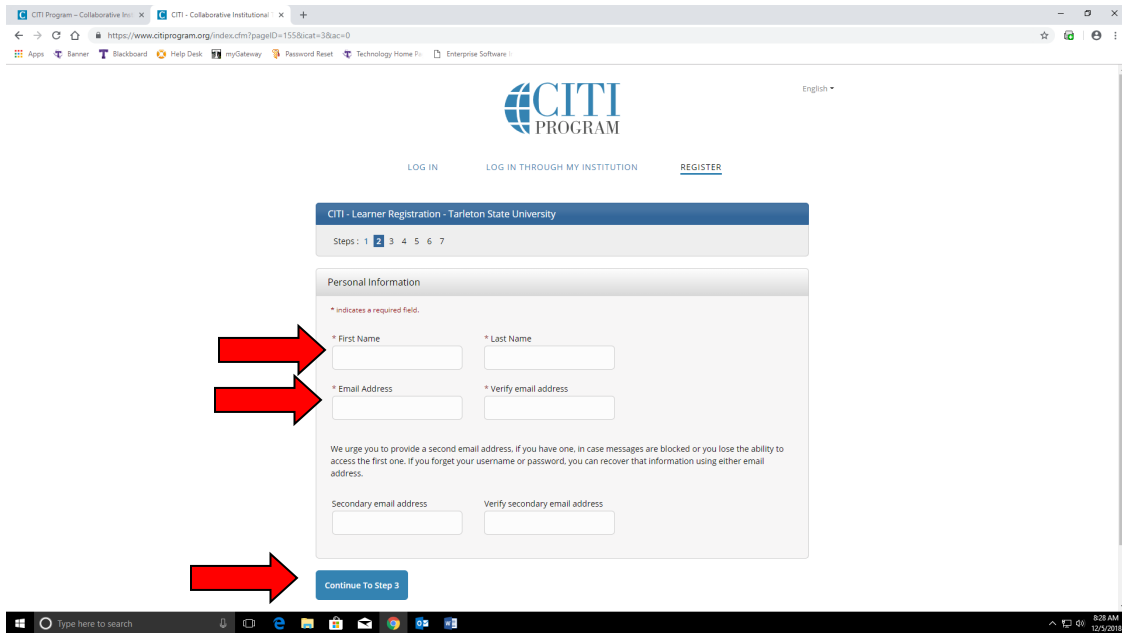 CITI Program – Collaborative Inst
CITI - Collaborative Institutional
https://www.citiprogram.org/index.cfm?pageID=155&icat=3&ac=0
Apps Banner Blackboard Help Desk myGateway Password Reset Technology Home Pa Enterprise Software
CITI
PROGRAM
English
LOG IN LOG IN THROUGH MY INSTITUTION REGISTER
CITI - Learner Registration - Tarleton State University
Steps : 1 2 3 4 5 6 7
Personal Information
* indicates a required field.
* First Name * Last Name
* Email Address * Verify email address
We urge you to provide a second email address, if you have one, in case messages are blocked or you lose the ability to
access the first one. If you forget your username or password, you can recover that information using either email
address.
Secondary email address Verify secondary email address
Continue To Step 3
Type here to search
8:28 AM
12/5/2018